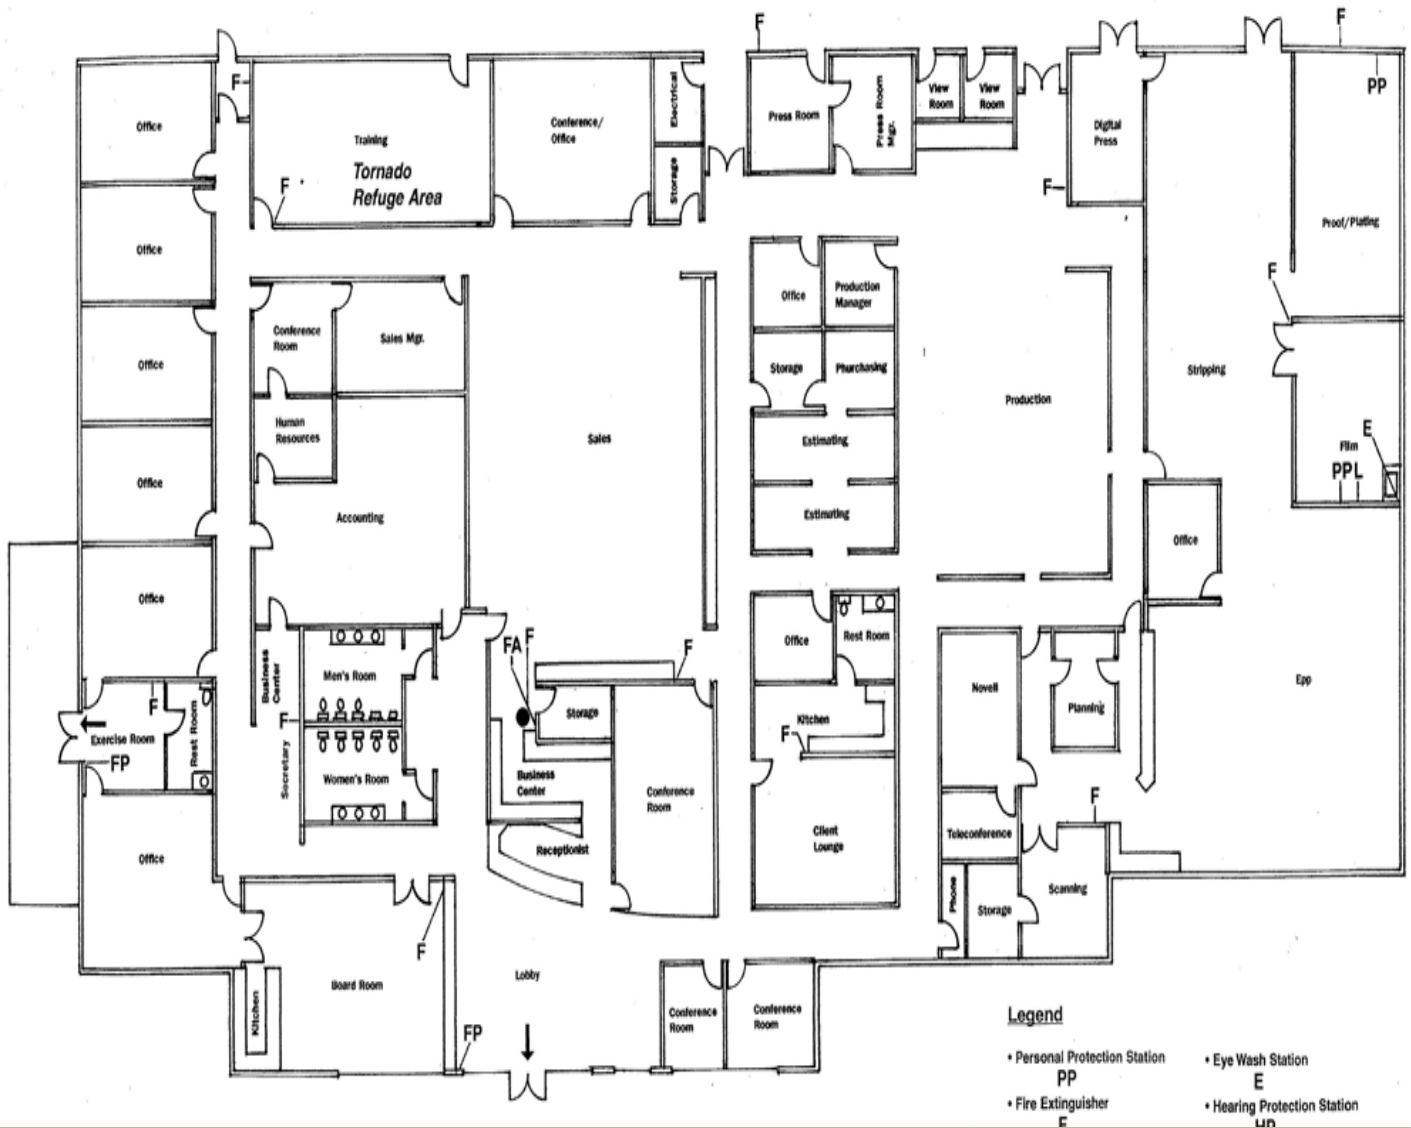 F
F
F
PP
Office
Training
Tornado
Refuge Area
F
Conference/
Office
Electrical
Storage
Press Room
Press Room
Mgr.
View
Room
View
Room
Digital
Press
F
Proof/Plating
Office
F
Office
Conference
Room
Sales Mgr.
Human
Resources
Accounting
Sales
Office
Production
Manager
Storage
Phurchasing
Estimating
Estimating
Production
Stripping
E
Film
PPL
Office
Office
Office
Business
Center
Men's Room
F
Secretary
Women's Room
F
Exercise Room
FP
Rest Room
Office
FA
F
F
Storage
Business
Center
Receptionist
Conference
Room
Office
Rest Room
Kitchen
F
Client
Lounge
Novell
Planning
Epp
Teleconference
F
Phone
Storage
Scanning
F
Board Room
Kitchen
Lobby
FP
Conference
Room
Conference
Room
Legend
• Personal Protection Station
PP
• Fire Extinguisher
F
• Eye Wash Station
E
• Hearing Protection Station
HP